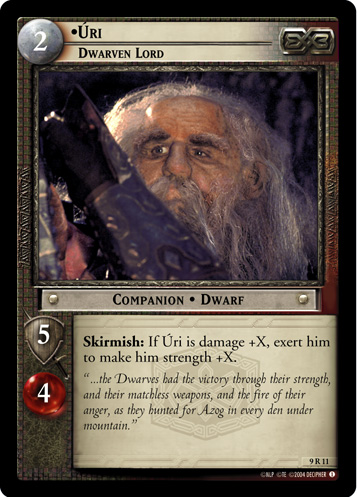 2
•Úri
Dwarven Lord
Companion • Dwarf
5
4
Skirmish: If Úri is damage +X, exert him
to make him strength +X.
“...the Dwarves had the victory through their strength,
and their matchless weapons, and the fire of their
anger, as they hunted for Azog in every den under
mountain.”
9 R 11
©NLP ©TE ©2004 DECIPHER